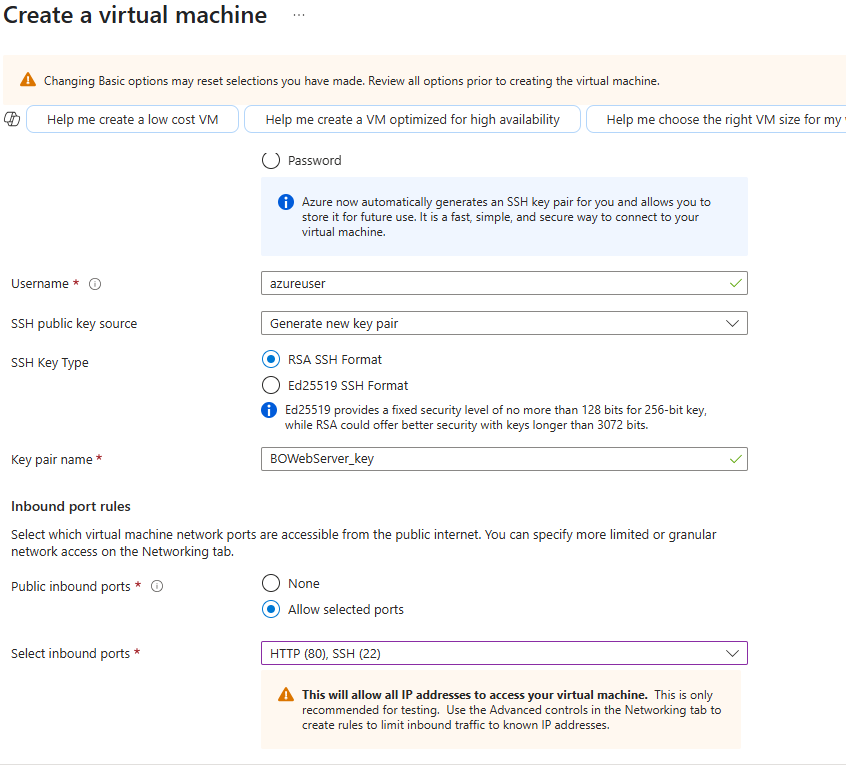 Create a virtual machine ...
Changing Basic options may reset selections you have made. Review all options prior to creating the virtual machine.
Help me create a low cost VM
Help me create a VM optimized for high availability
Help me choose the right VM size for my
Password
Azure now automatically generates an SSH key pair for you and allows you to
store it for future use. It is a fast, simple, and secure way to connect to your
virtual machine.
Username *
azureuser
SSH public key source
Generate new key pair
SSH Key Type
RSA SSH Format
Ed25519 SSH Format
Ed25519 provides a fixed security level of no more than 128 bits for 256-bit key,
while RSA could offer better security with keys longer than 3072 bits.
Key pair name *
BOWebServer_key
Inbound port rules
Select which virtual machine network ports are accessible from the public internet. You can specify more limited or granular
network access on the Networking tab.
Public inbound ports *
None
Allow selected ports
Select inbound ports *
HTTP (80), SSH (22)
This will allow all IP addresses to access your virtual machine. This is only
recommended for testing. Use the Advanced controls in the Networking tab to
create rules to limit inbound traffic to known IP addresses.